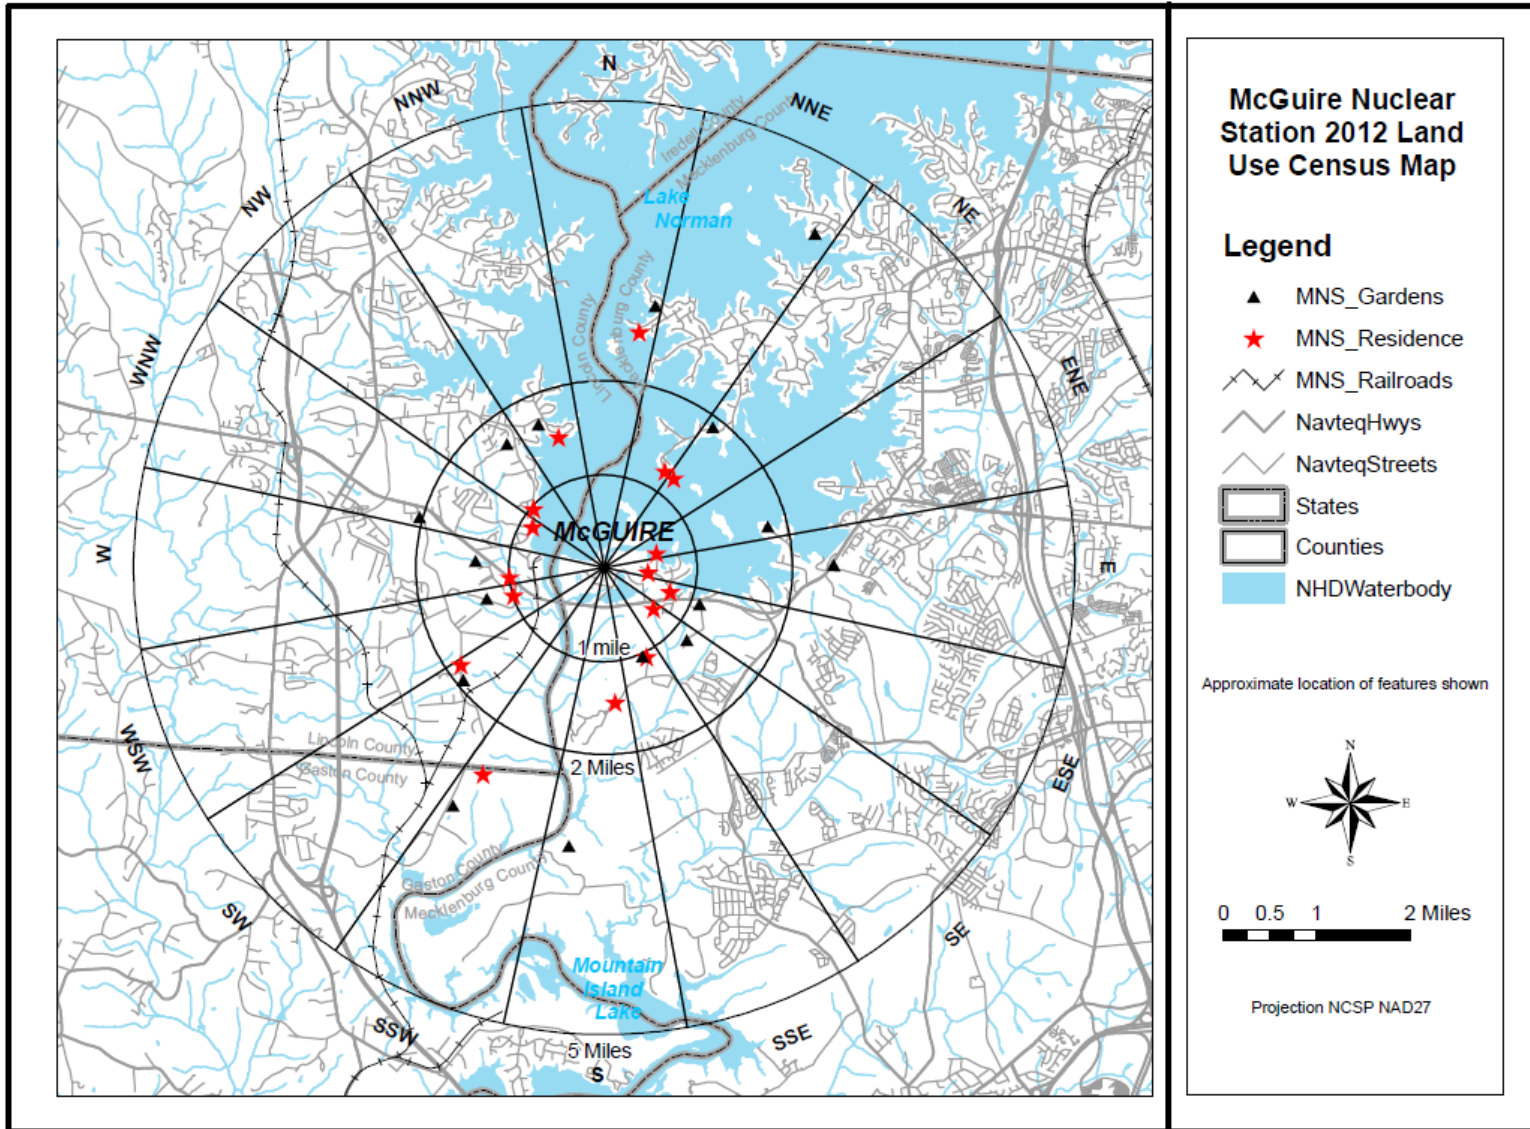 N
NNW
NNE
Iredell County
Mecklenburg County
NW
Lake
Norman
NE
Lincoln County
Mecklenburg County
WNW
ENE
McGUIRE
W
E
1 mile
WSW
Lincoln County
Gaston County
2 Miles
ESE
Gaston County
Mecklenburg County
SW
SE
Mountain
Island
Lake
SSW
SSE
5 Miles
S
McGuire Nuclear
Station 2012 Land
Use Census Map
Legend
MNS_Gardens
MNS_Residence
MNS_Railroads
NavteqHwys
NavteqStreets
States
Counties
NHDWaterbody
Approximate location of features shown
N
W E
S
0 0.5 1 2 Miles
Projection NCSP NAD27